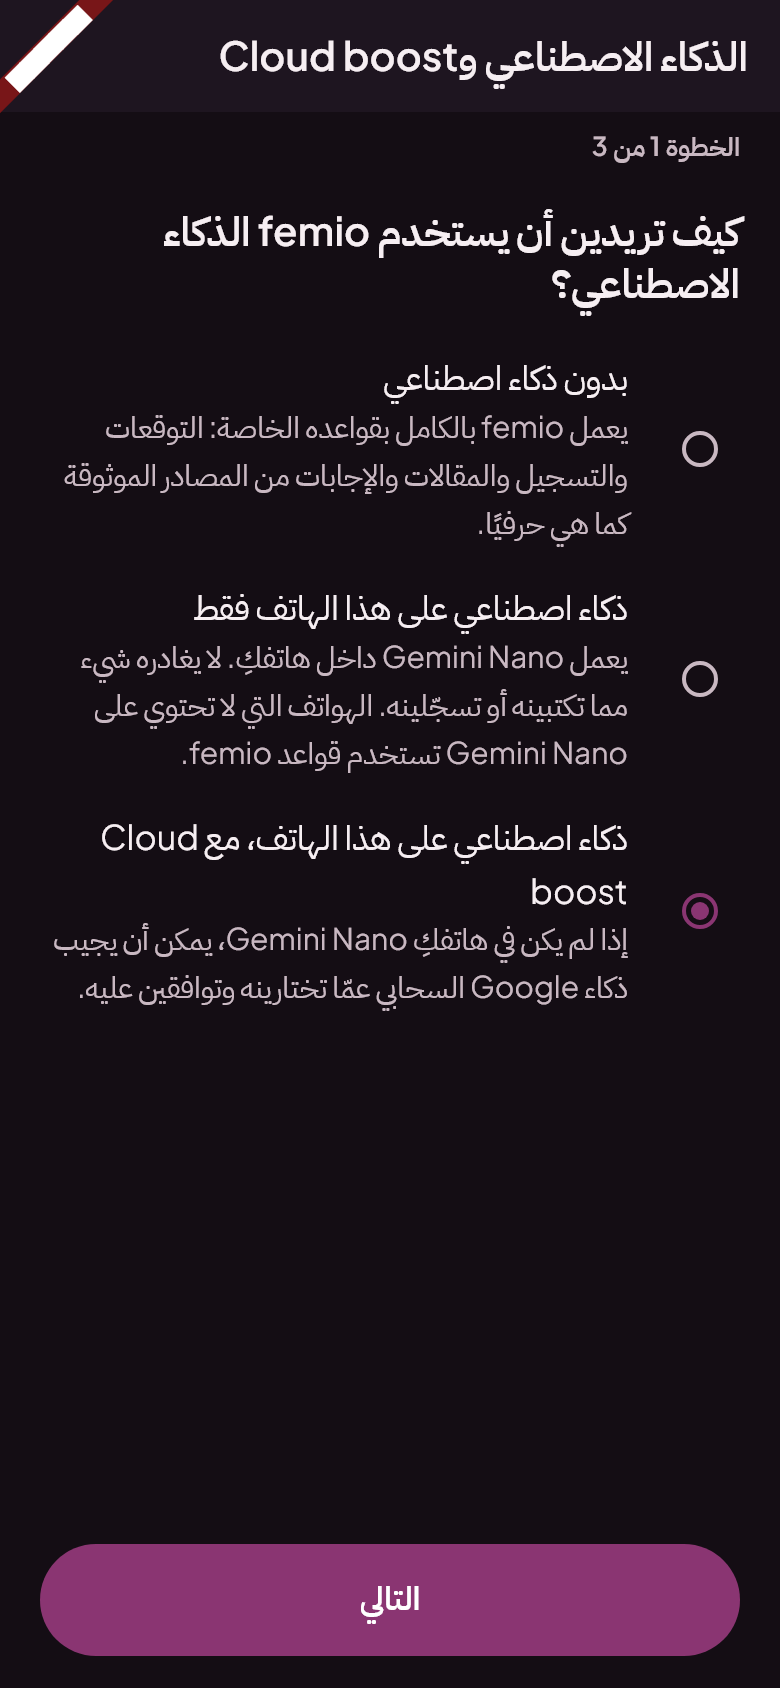 الذكاء الاصطناعي وCloud boost
الخطوة 1 من 3
كيف تريدين أن يستخدم femio الذكاء
الاصطناعي؟
بدون ذكاء اصطناعي
يعمل femio بالكامل بقواعده الخاصة: التوقعات
والتسجيل والمقالات والإجابات من المصادر الموثوقة
كما هي حرفيًا.
ذكاء اصطناعي على هذا الهاتف فقط
يعمل Gemini Nano داخل هاتفكِ. لا يغادره شيء
مما تكتبينه أو تسجّلينه. الهواتف التي لا تحتوي على
Gemini Nano تستخدم قواعد femio.
ذكاء اصطناعي على هذا الهاتف، مع Cloud
boost
إذا لم يكن في هاتفكِ Gemini Nano، يمكن أن يجيب
ذكاء Google السحابي عمّا تختارينه وتوافقين عليه.
التالي